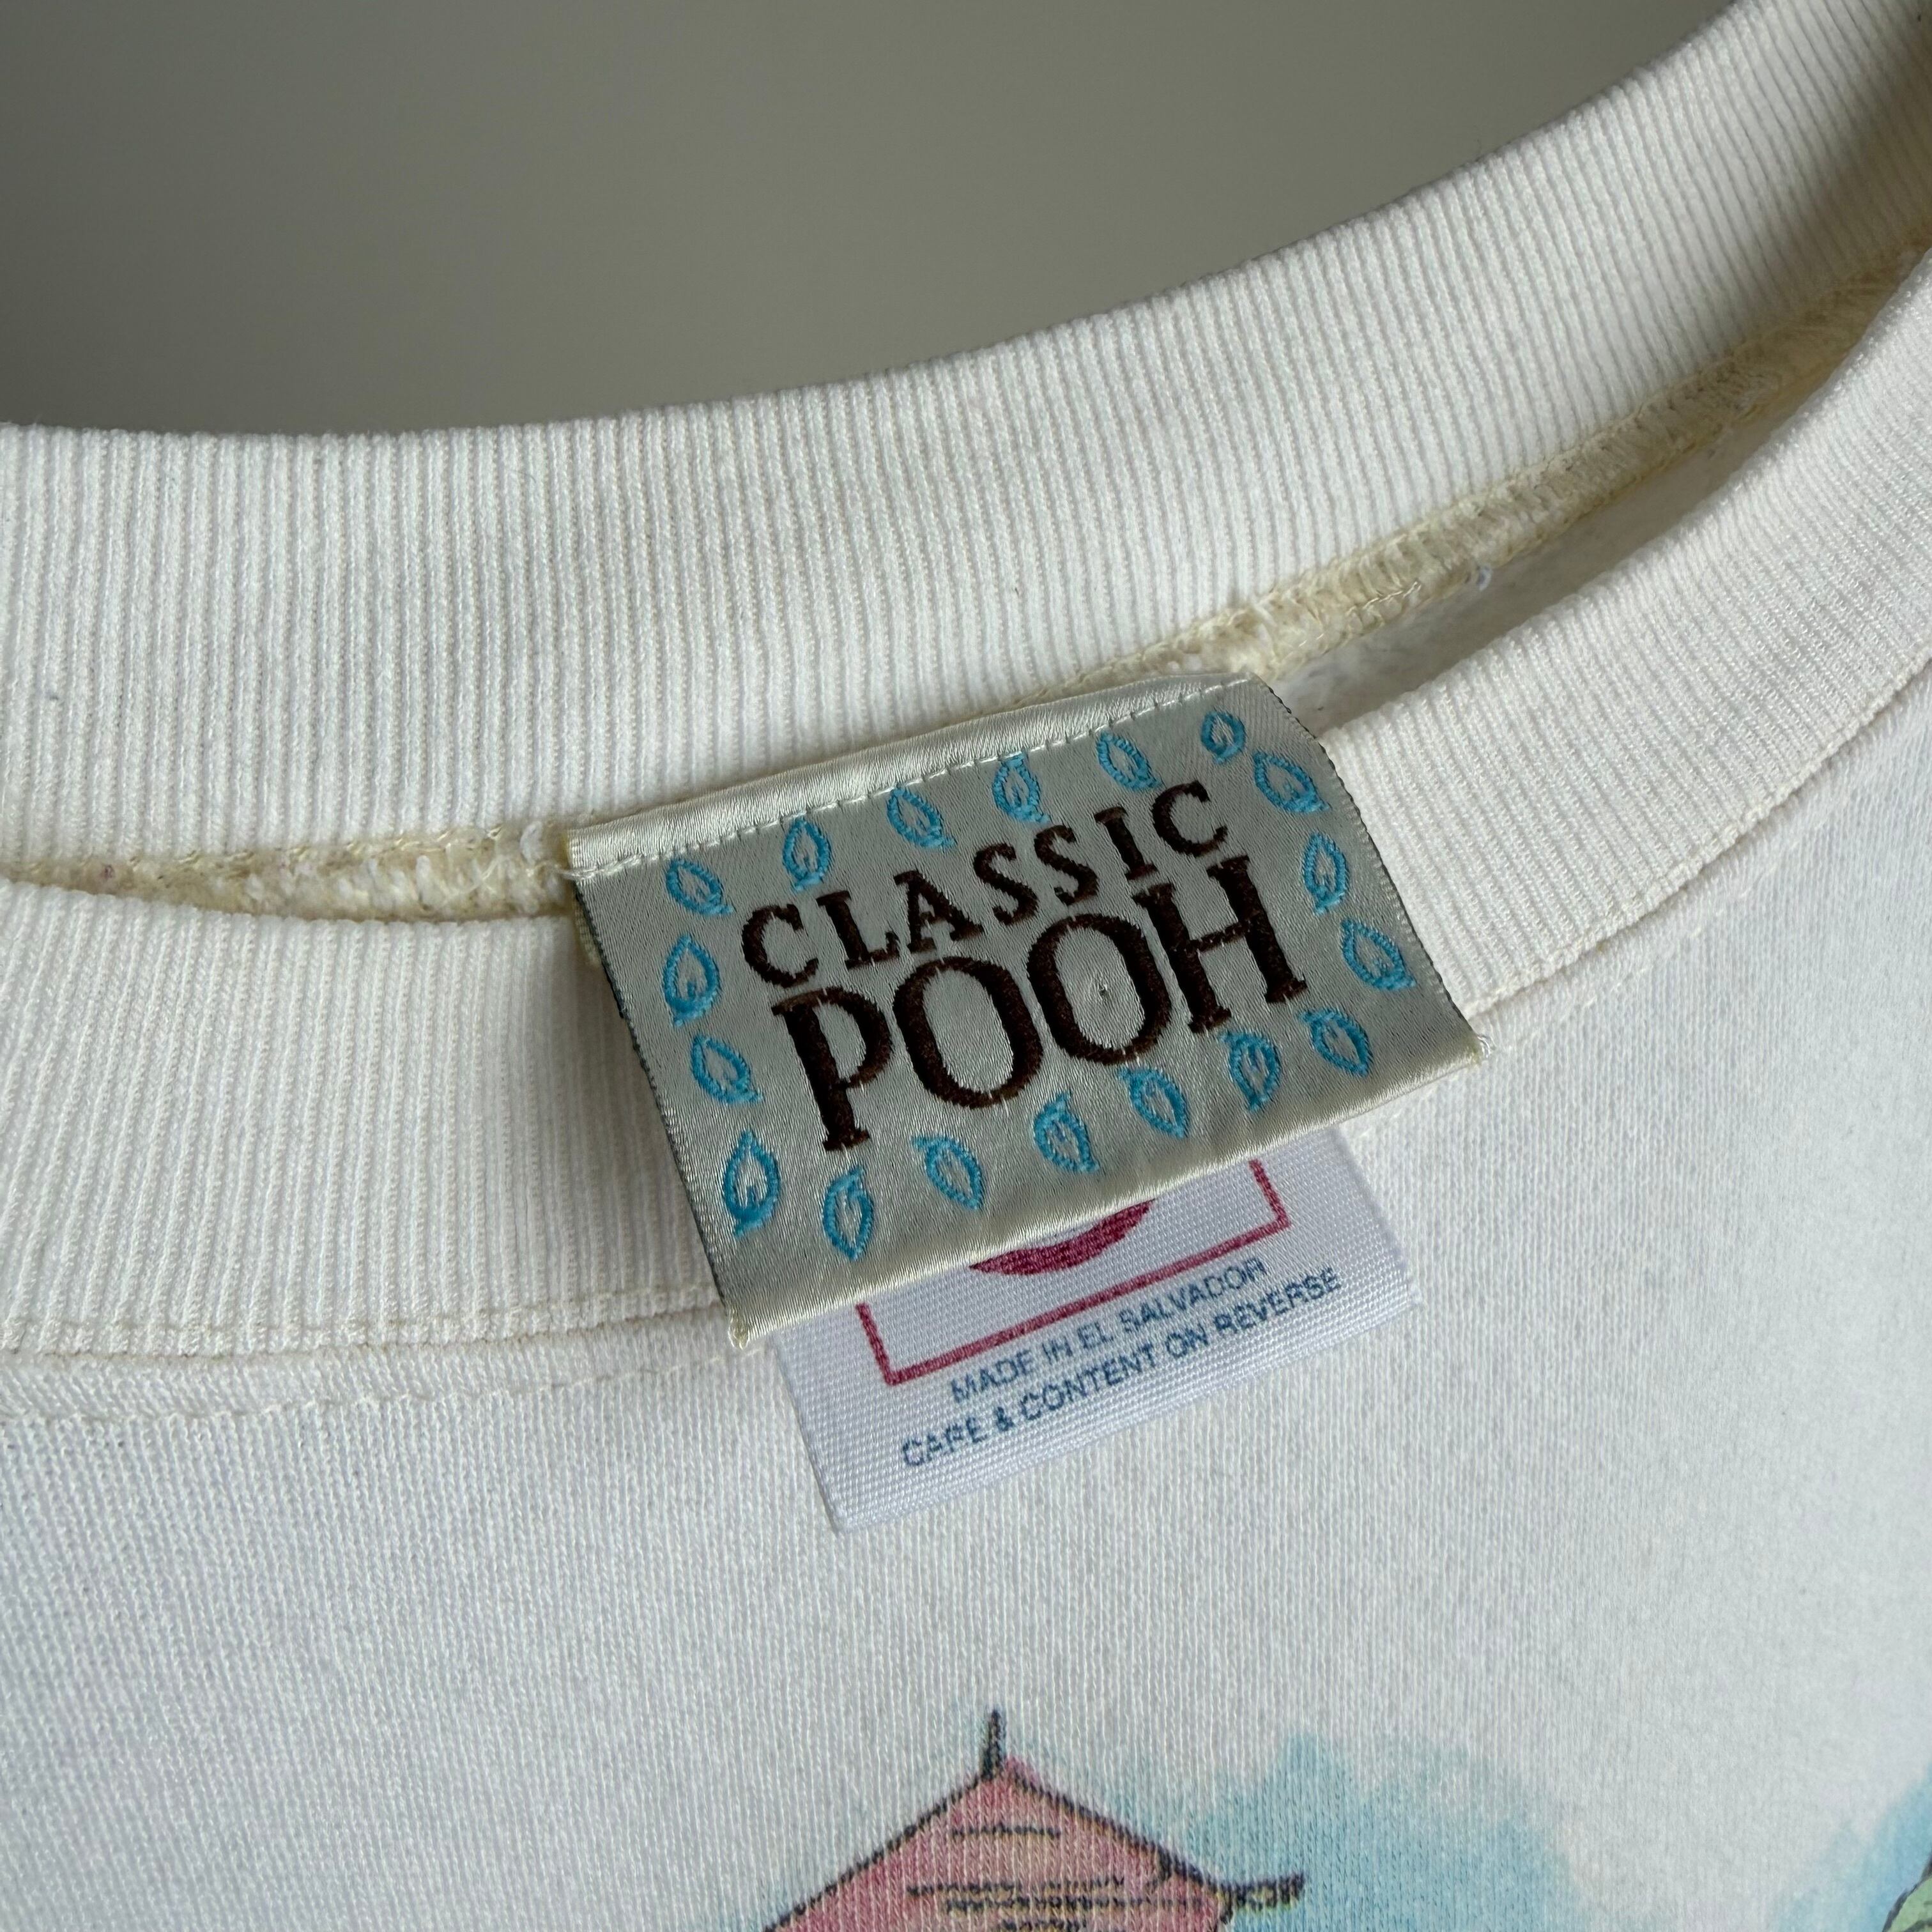 CLASSIC
POOH
MADE IN EL SALVADOR
CARE & CONTENT ON REVERSE